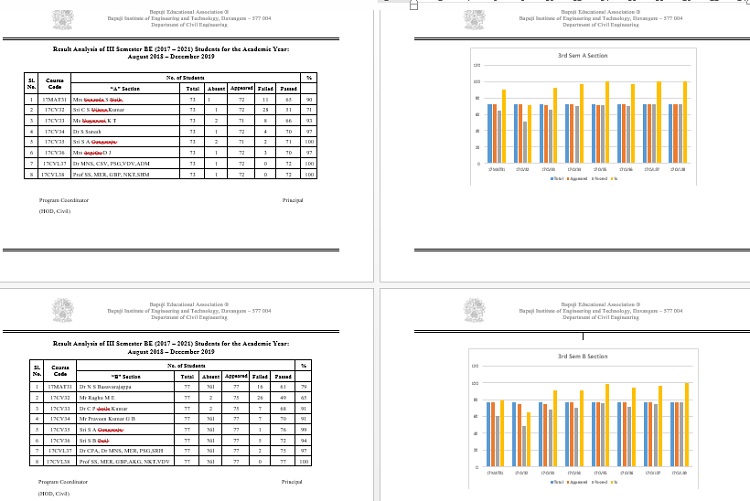 Bapuji Educational Association ®
Bapuji Institute of Engineering and Technology, Davangere – 577 004
Department of Civil Engineering
Result Analysis of III Semester BE (2017 – 2021) Students for the Academic Year:
August 2018 – December 2019
Sl. No. Course Code No. of Students %
"A" Section Total Absent Appeared Failed Passed
1 17MAT31 Mrs S 73 1 72 11 65 90
2 17CV32 Sri C S Kumar 73 1 72 28 51 71
3 17CV33 Ms K T 73 2 71 8 66 93
4 17CV34 Dr S Suresh 73 1 72 4 70 97
5 17CV35 Sri S A 73 2 71 2 71 100
6 17CV36 Mrs D J 73 1 72 3 70 97
7 17CVL37 Dr MNS, CSV, PSG,VDV,ADM 73 1 72 0 72 100
8 17CVL38 Prof SS, MER, GBP, NKT,SBM 73 1 72 0 72 100
Program Coordinator Principal
(HOD, Civil)
Bapuji Educational Association ®
Bapuji Institute of Engineering and Technology, Davangere – 577 004
Department of Civil Engineering
3rd Sem A Section
120
100
80
60
40
20
0
17MAT31 17CV32 17CV33 17CV34 17CV35 17CV36 17CVL37 17CVL38
Total Appeared Passed %
Bapuji Educational Association ®
Bapuji Institute of Engineering and Technology, Davangere – 577 004
Department of Civil Engineering
Result Analysis of III Semester BE (2017 – 2021) Students for the Academic Year:
August 2018 – December 2019
Sl. No. Course Code No. of Students %
"B" Section Total Absent Appeared Failed Passed
1 17MAT31 Dr N S Basavarajappa 77 Nil 77 16 61 79
2 17CV32 Mr Raghu M E 77 2 75 26 49 65
3 17CV33 Dr C P Kumar 77 2 75 7 68 91
4 17CV34 Mr Praveen Kumar G B 77 Nil 77 7 70 91
5 17CV35 Sri S A 77 Nil 77 1 76 99
6 17CV36 Sri S B 77 Nil 77 5 72 94
7 17CVL37 Dr CPA, Dr MNS, MER, PSG,SRH 77 Nil 77 2 75 97
8 17CVL38 Prof SS, MER, GBP,AKG, NKT,VDV 77 Nil 77 0 77 100
Program Coordinator Principal
(HOD, Civil)
Bapuji Educational Association ®
Bapuji Institute of Engineering and Technology, Davangere – 577 004
Department of Civil Engineering
3rd Sem B Section
120
100
80
60
40
20
0
17MAT31 17CV32 17CV33 17CV34 17CV35 17CV36 17CVL37 17CVL38
Total Appeared Passed %